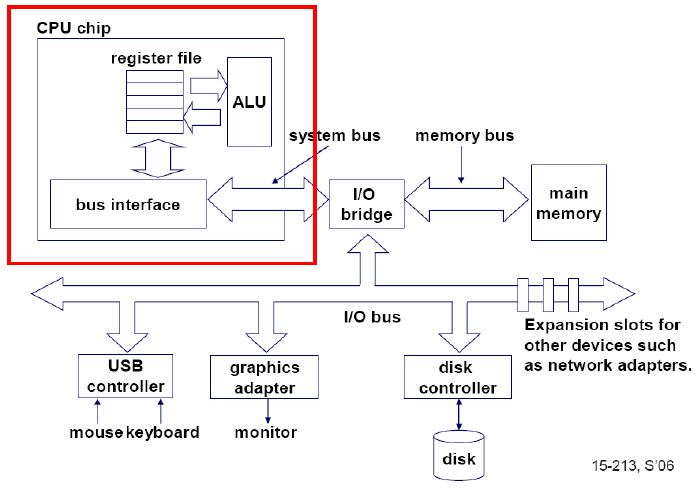 CPU chip
register file
ALU
system bus
memory bus
bus interface
I/O
bridge
main
memory
I/O bus
Expansion slots for
other devices such
as network adapters.
USB
controller
graphics
adapter
disk
controller
mouse
keyboard
monitor
disk
15-213, S’06